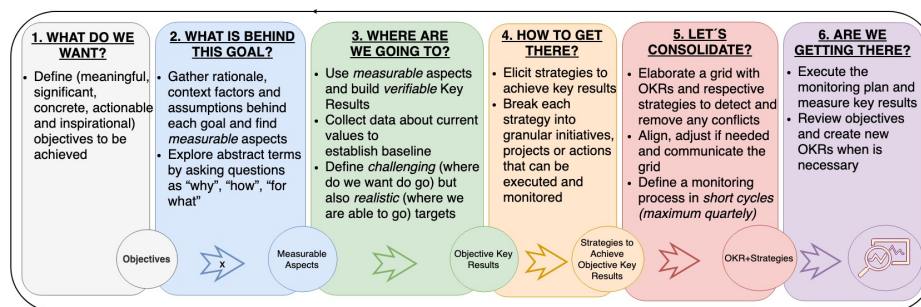 1. WHAT DO WE
WANT?
• Define (meaningful,
significant,
concrete, actionable
and inspirational)
objectives to be
achieved
Objectives
2. WHAT IS BEHIND
THIS GOAL?
• Gather rationale,
context factors and
assumptions behind
each goal and find
measurable aspects
• Explore abstract terms
by asking questions
as “why”, “how”, “for
what”
x
Measurable
Aspects
3. WHERE ARE
WE GOING TO?
• Use measurable aspects
and build verifiable Key
Results
• Collect data about current
values to
establish baseline
• Define challenging (where
do we want do go) but
also realistic (where we
are able to go) targets
Objective Key
Results
4. HOW TO GET
THERE?
• Elicit strategies to
achieve key results
• Break each
strategy into
granular initiatives,
projects or actions
that can be
executed and
monitored
Strategies to
Achieve
Objective Key
Results
5. LET´S
CONSOLIDATE?
• Elaborate a grid with
OKRs and respective
strategies to detect and
remove any conflicts
• Align, adjust if needed
and communicate the
grid
• Define a monitoring
process in short cycles
(maximum quartely)
OKR+Strategies
6. ARE WE
GETTING THERE?
• Execute the
monitoring plan and
measure key results
• Review objectives
and create new
OKRs when is
necessary